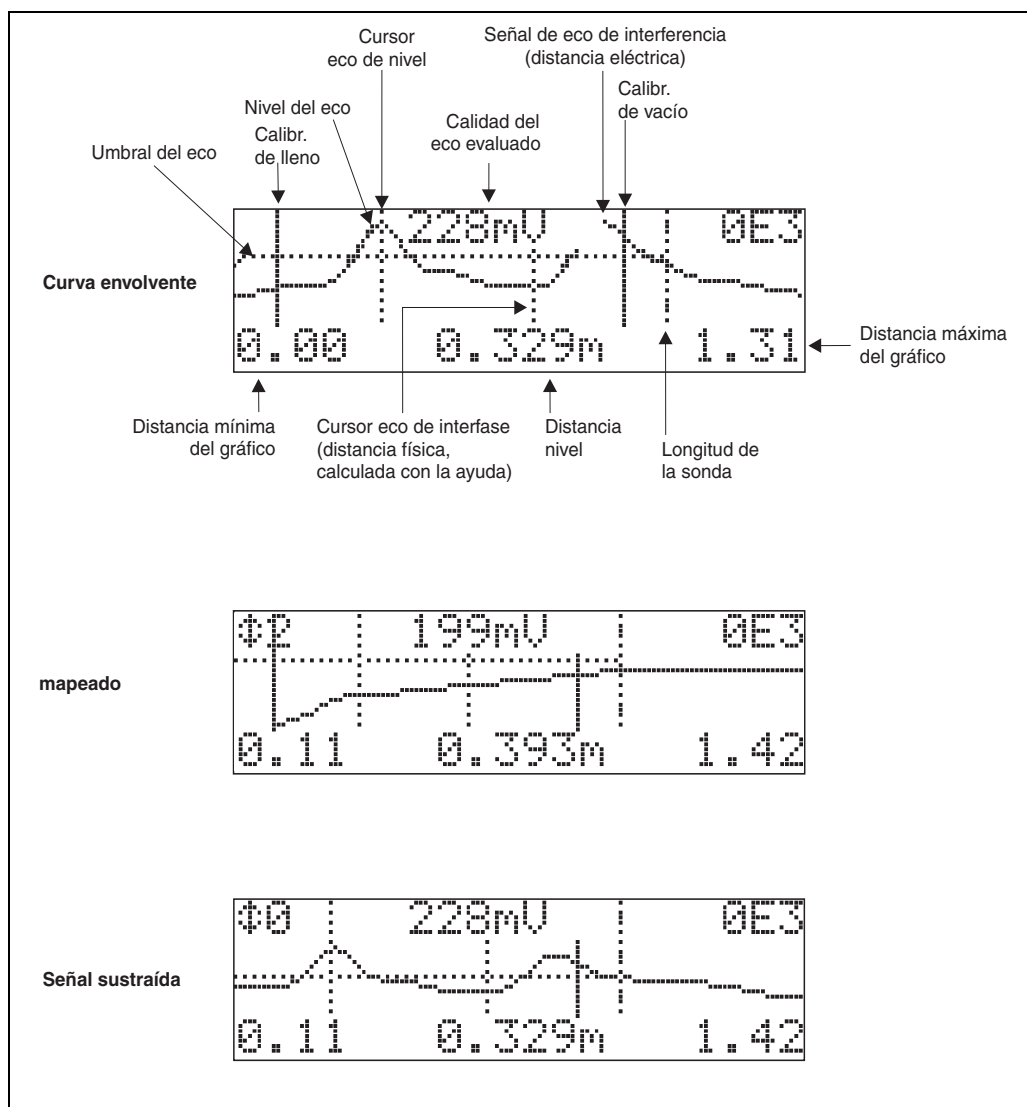 Cursor
eco de nivel
Señal de eco de interferencia
(distancia eléctrica)
Nivel del eco
Calibr.
de lleno
Calidad del
eco evaluado
Calibr.
de vacío
Umbral del eco
228mV
0E3
Curva envolvente
0.00
0.329m
1.31
Distancia máxima
del gráfico
Distancia mínima
del gráfico
Cursor eco de interfase
(distancia física,
calculada con la ayuda)
Distancia
nivel
Longitud de
la sonda
2
199mV
0E3
mapeado
0.11
0.393m
1.42
0
228mV
0E3
Señal sustraída
0.11
0.329m
1.42